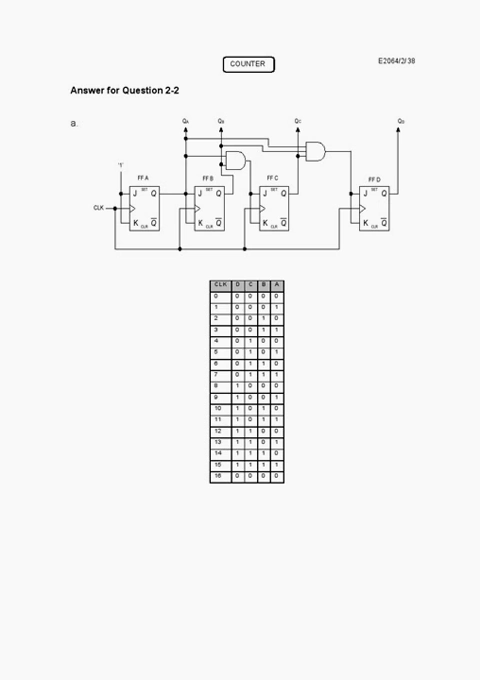 COUNTER
E2064/2/38
Answer for Question 2-2
a.
QA QB QC QD
'1'
FF A FF B FF C FF D
J SET Q J SET Q J SET Q J SET Q
CLK
K CLK Q K CLK Q K CLK Q K CLK Q
CLK D C B A
0 0 0 0 0
1 0 0 0 1
2 0 0 1 0
3 0 0 1 1
4 0 1 0 0
5 0 1 0 1
6 0 1 1 0
7 0 1 1 1
8 1 0 0 0
9 1 0 0 1
10 1 0 1 0
11 1 0 1 1
12 1 1 0 0
13 1 1 0 1
14 1 1 1 0
15 1 1 1 1
16 0 0 0 0